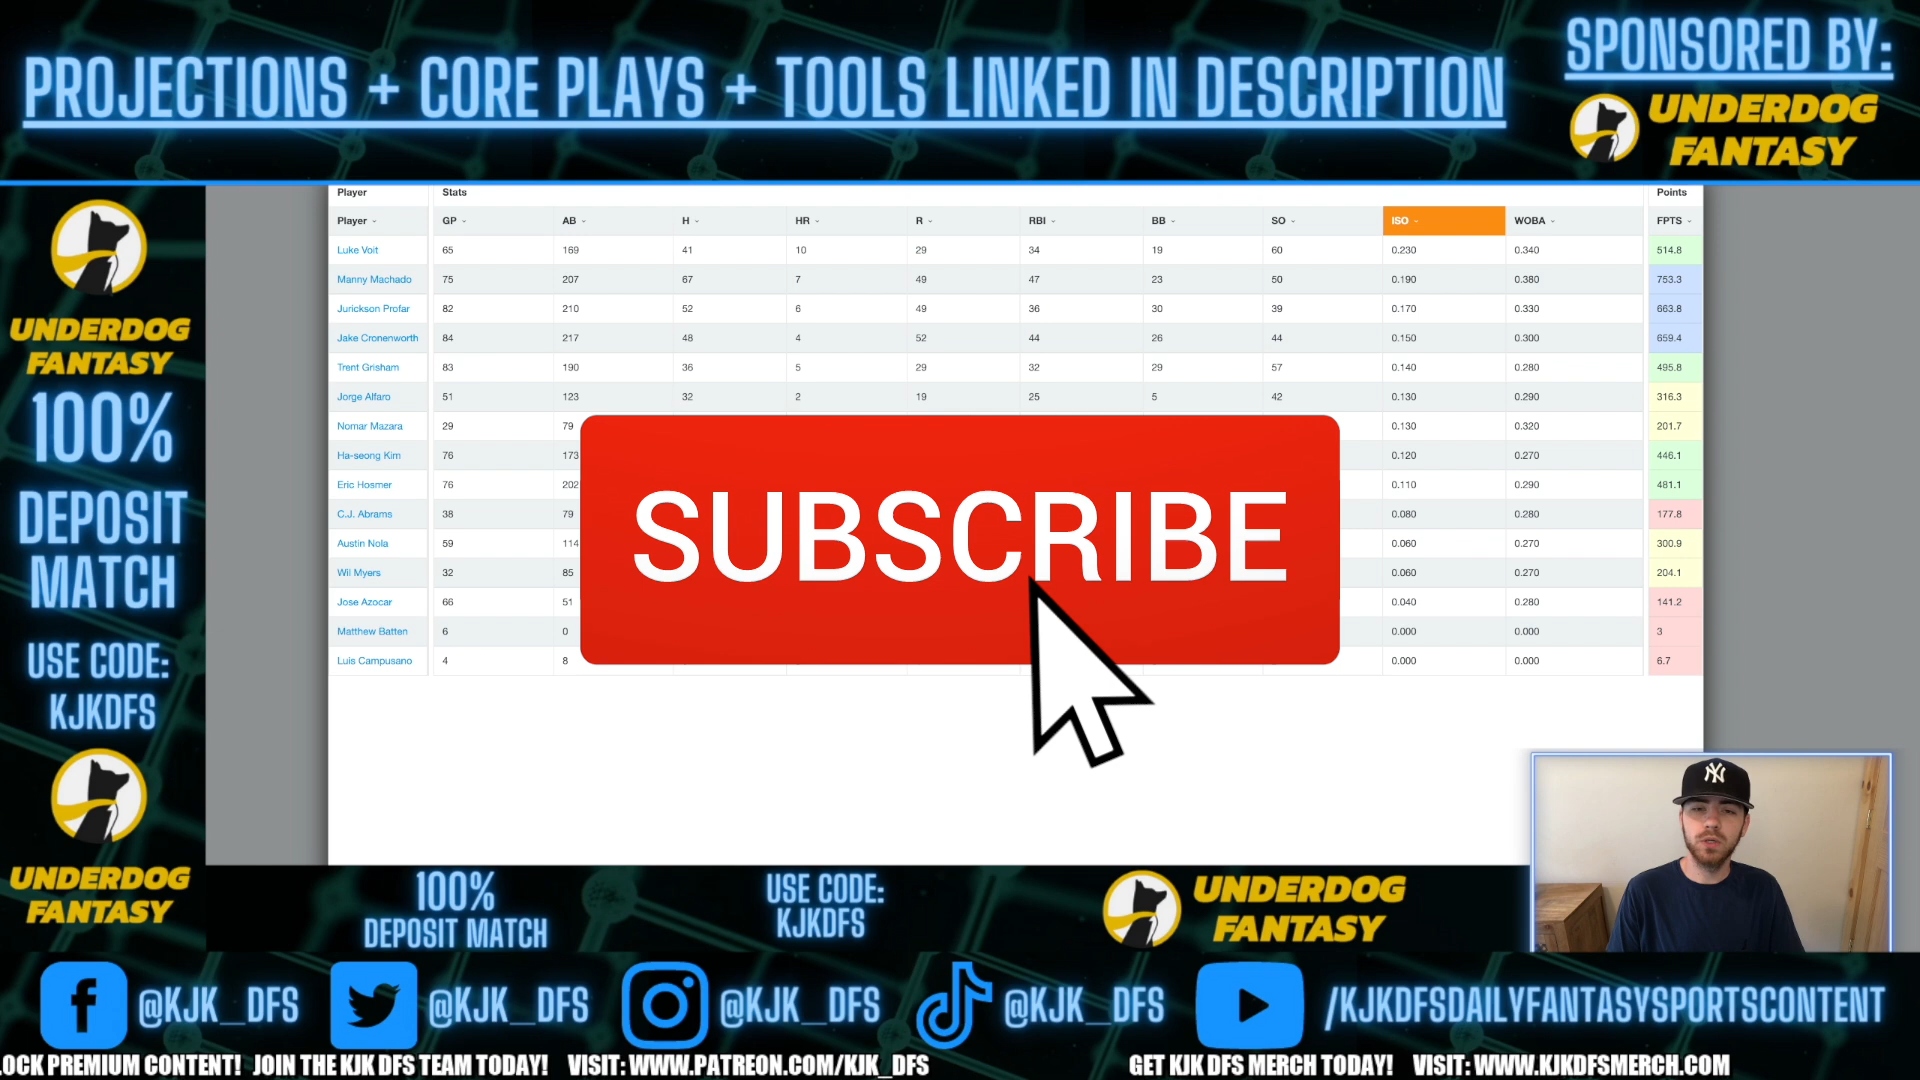 PROJECTIONS + CORE PLAYS + TOOLS LINKED IN DESCRIPTION
SPONSORED BY:
UNDERDOG
FANTASY
UNDERDOG
FANTASY
100%
DEPOSIT
MATCH
USE CODE:
KJKDFS
UNDERDOG
FANTASY
Player Stats Points
Player GP AB H HR R RBI BB SO ISO WOBA FPTS
Luke Voit 65 169 41 10 29 34 19 60 0.230 0.340 514.8
Manny Machado 75 207 67 7 49 47 23 50 0.190 0.380 753.3
Jurickson Profar 82 210 52 6 49 36 30 39 0.170 0.330 663.8
Jake Cronenworth 84 217 48 4 52 44 26 44 0.150 0.300 659.4
Trent Grisham 83 190 36 5 29 32 29 57 0.140 0.280 495.8
Jorge Alfaro 51 123 32 2 19 25 5 42 0.130 0.290 316.3
Nomar Mazara 29 79 0.130 0.320 201.7
Ha-seong Kim 76 173 0.120 0.270 446.1
Eric Hosmer 76 202 0.110 0.290 481.1
C.J. Abrams 38 79 0.080 0.280 177.8
Austin Nola 59 114 0.060 0.270 300.9
Wil Myers 32 85 0.060 0.270 204.1
Jose Azocar 66 51 0.040 0.280 141.2
Matthew Batten 6 0 0.000 0.000 3
Luis Campusano 4 8 0.000 0.000 6.7
SUBSCRIBE
NY
100%
DEPOSIT MATCH
USE CODE:
KJKDFS
UNDERDOG
FANTASY
@KJK_DFS @KJK_DFS @KJK_DFS @KJK_DFS /KJKDFSDAILYFANTASYSPORTSCONTENT
OCK PREMIUM CONTENT! JOIN THE KJK DFS TEAM TODAY! VISIT: WWW.PATREON.COM/KJK_DFS GET KJK DFS MERCH TODAY! VISIT: WWW.KJKDFSMERCH.COM